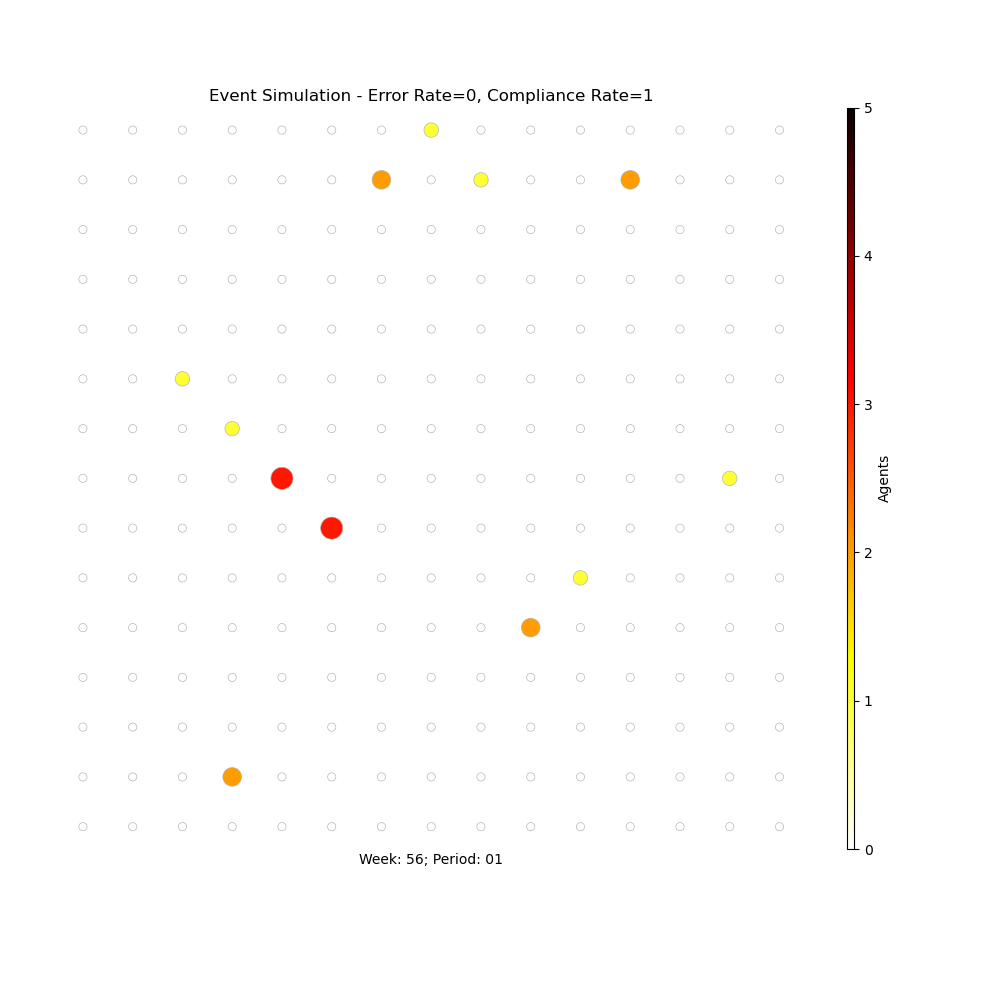 Event Simulation - Error Rate=0, Compliance Rate=1
5
4
3
2
1
0
Agents
Week: 56; Period: 01